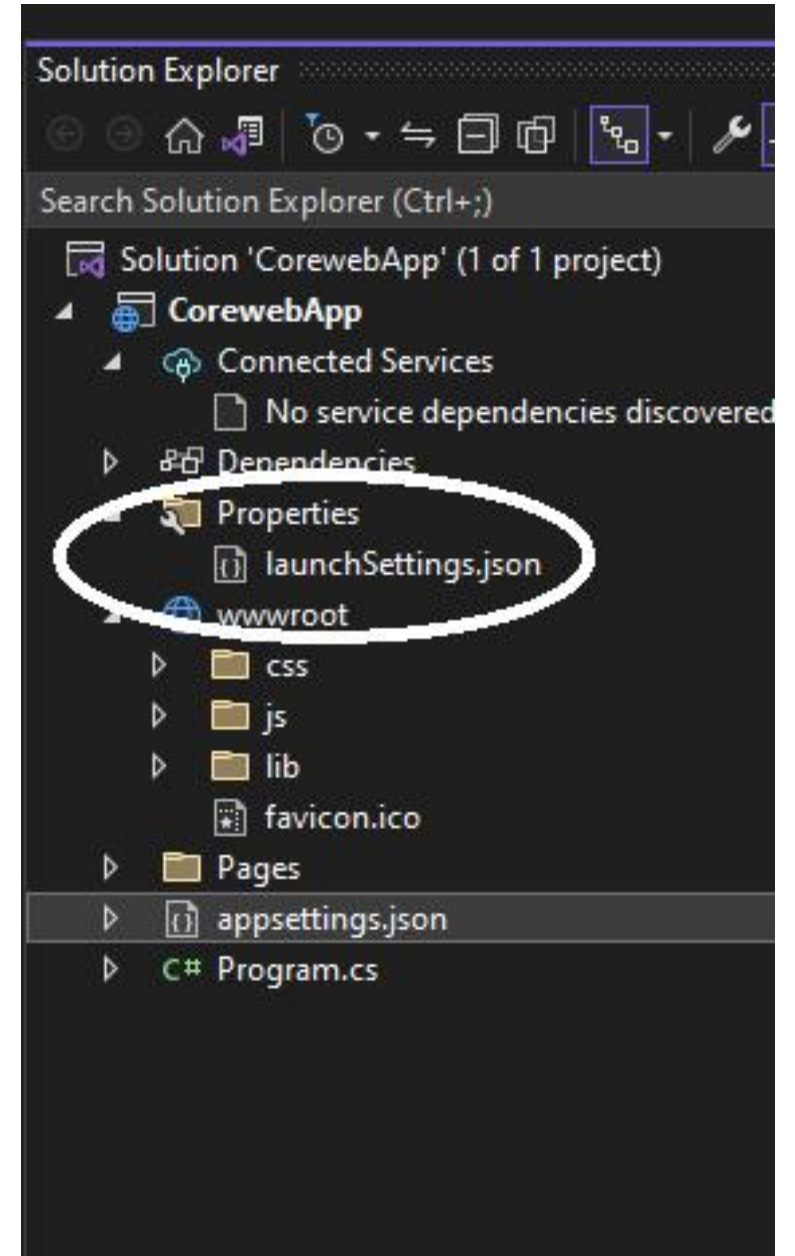 Solution Explorer
Search Solution Explorer (Ctrl+;)
Solution 'CorewebApp' (1 of 1 project)
CorewebApp
Connected Services
No service dependencies discovered
Dependencies
Properties
launchSettings.json
wwwroot
css
js
lib
favicon.ico
Pages
appsettings.json
C# Program.cs